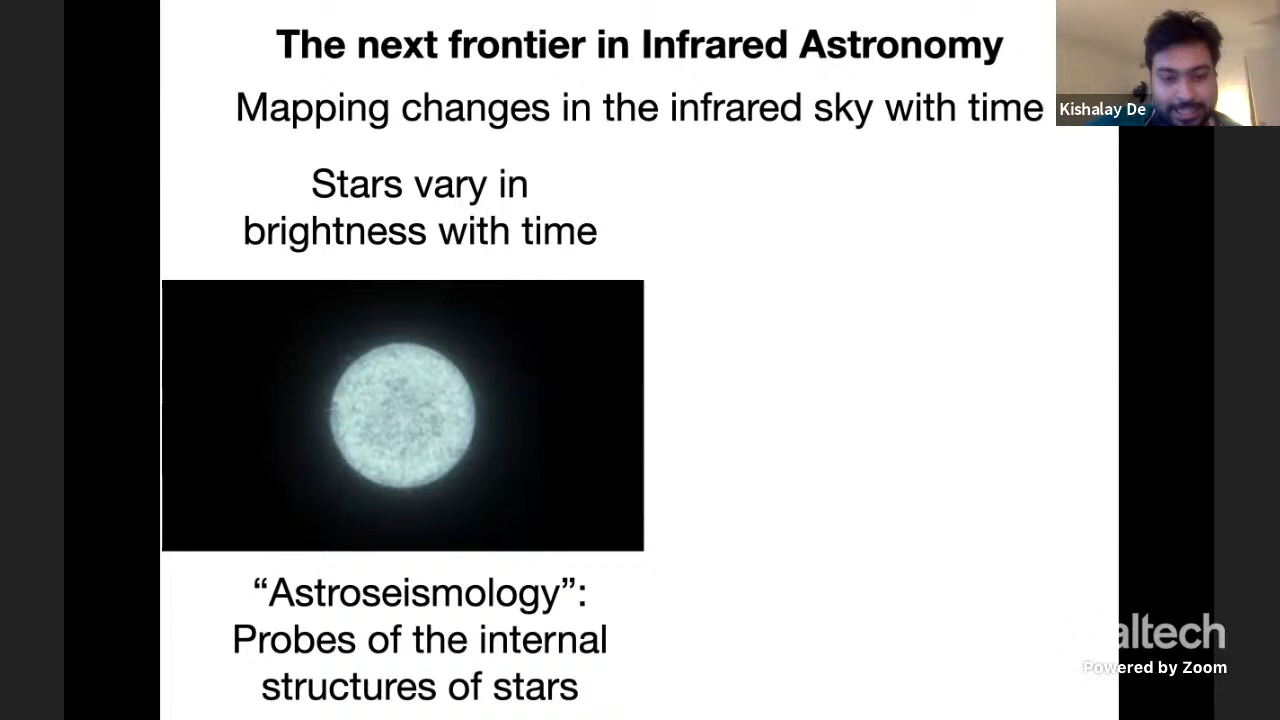 The next frontier in Infrared Astronomy
Mapping changes in the infrared sky with time
Kishalay De
Stars vary in
brightness with time
“Astroseismology”:
Probes of the internal
structures of stars
altech
Powered by Zoom